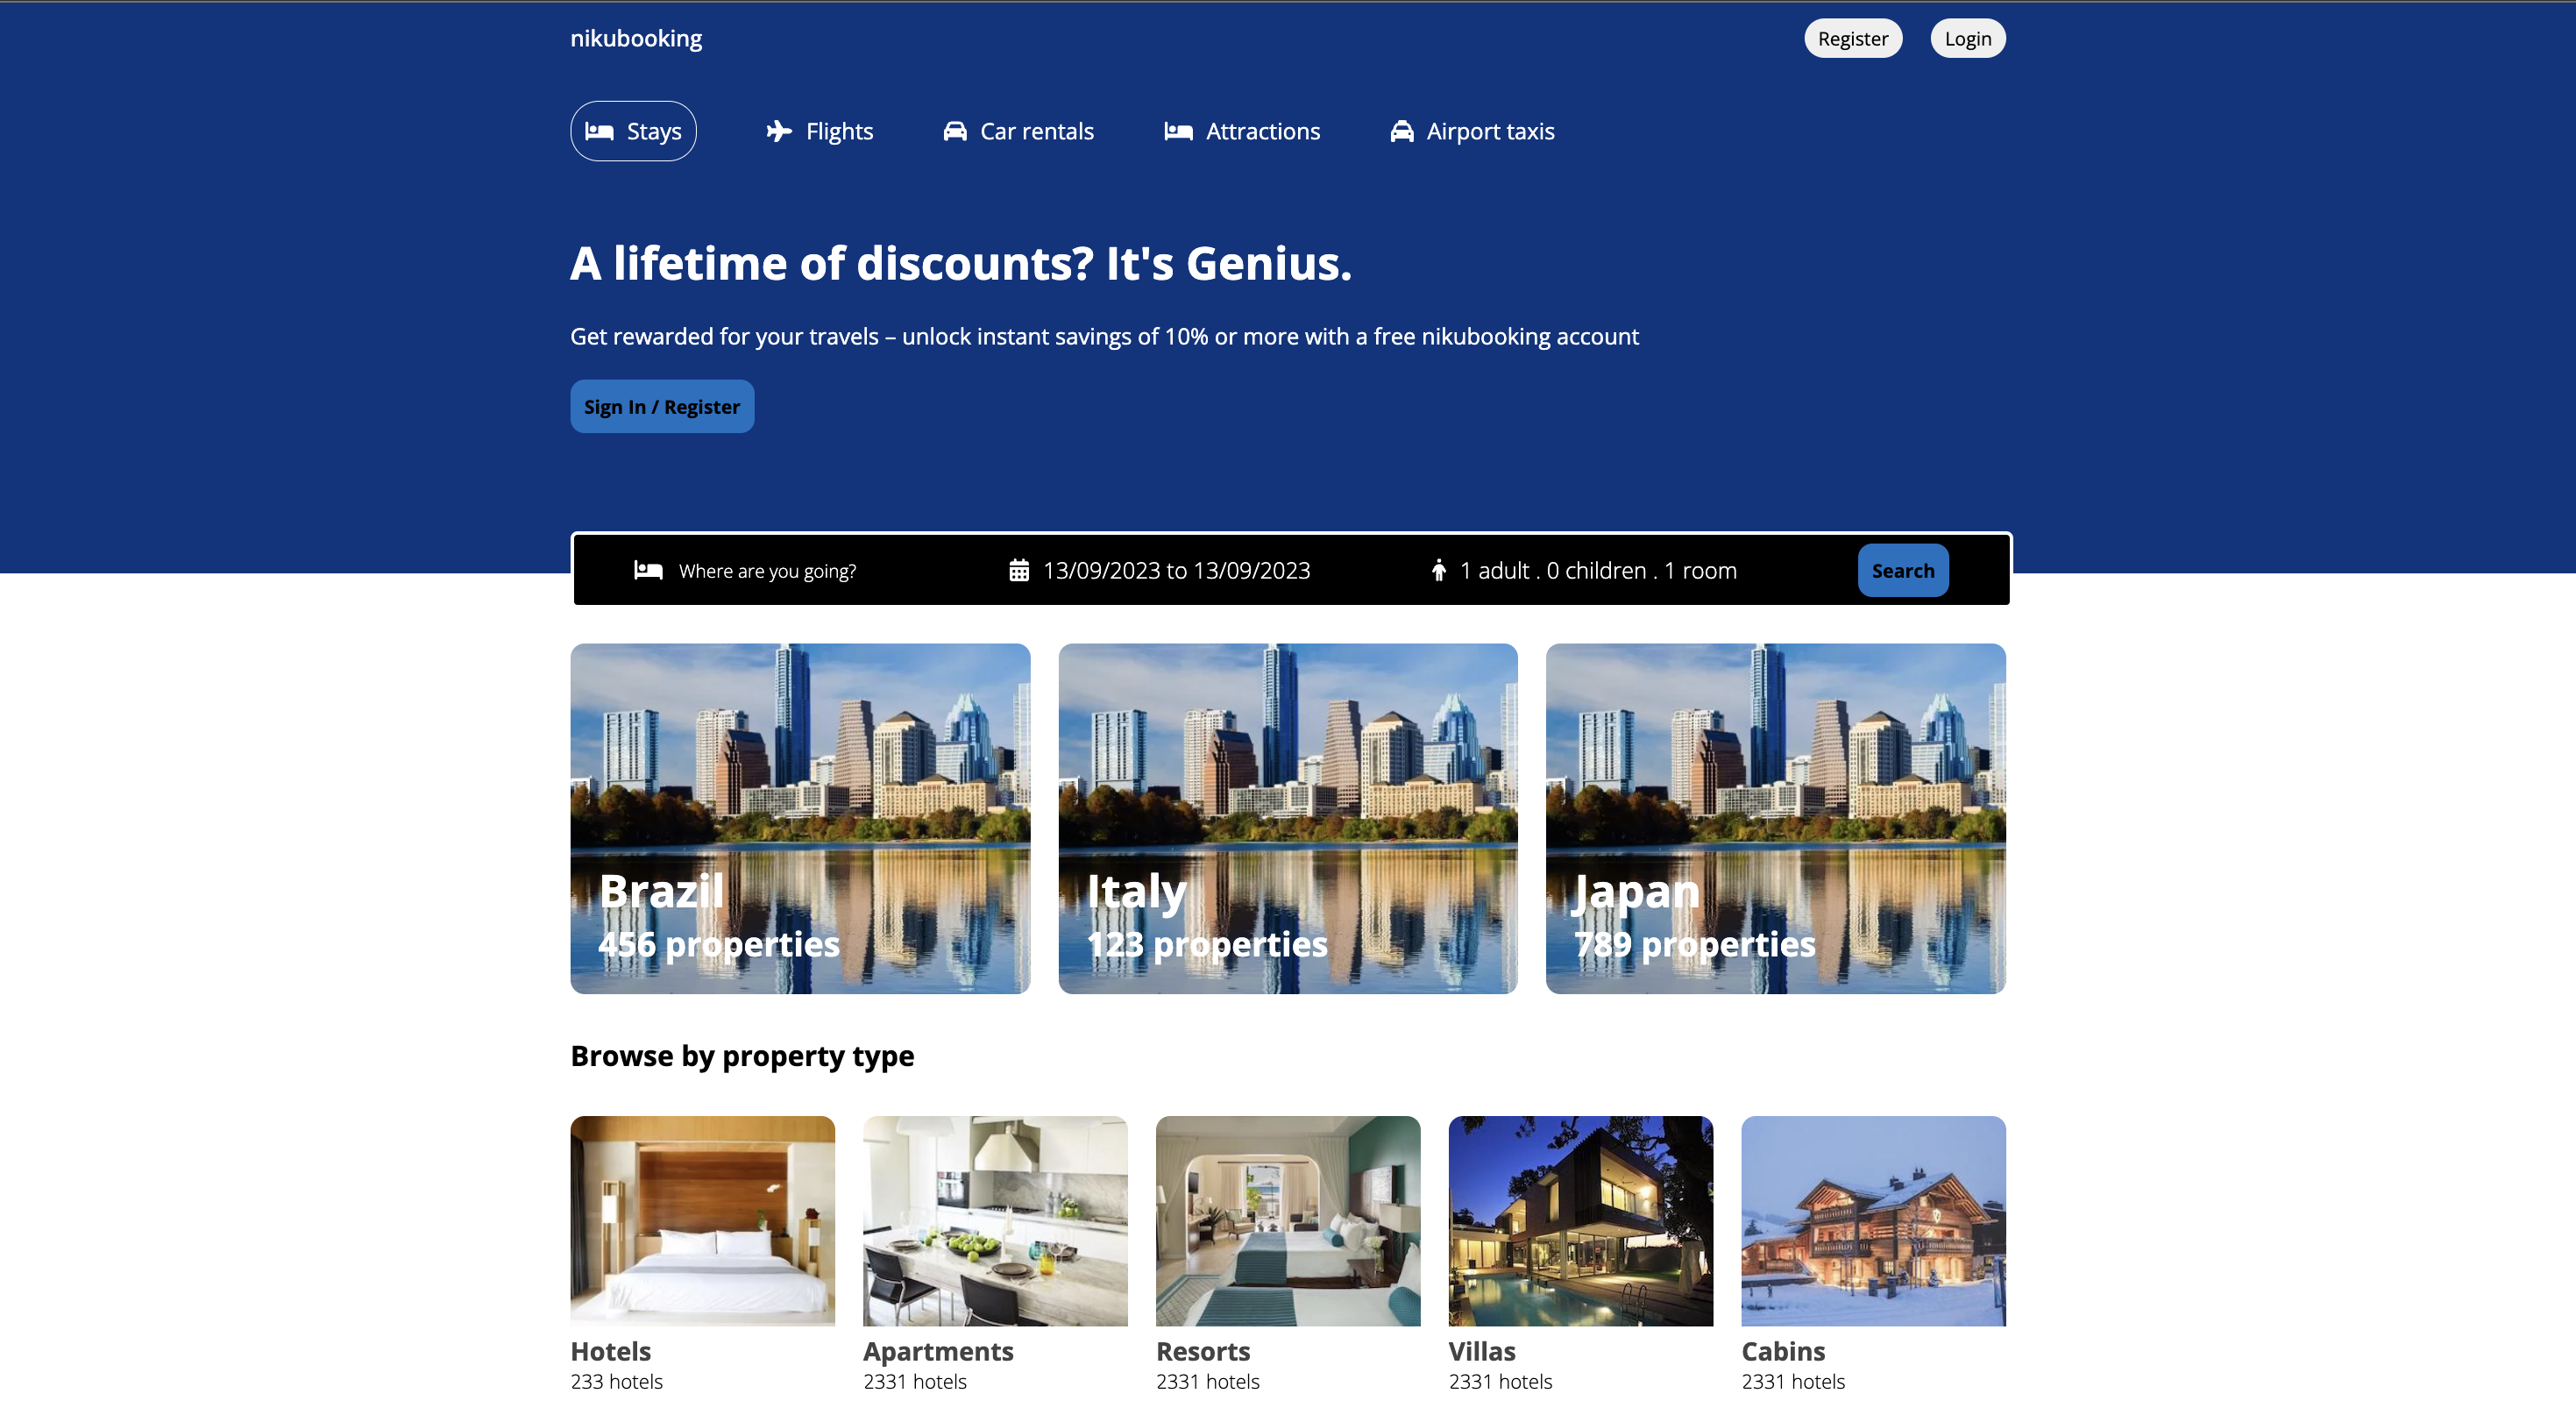 nikubooking
Register
Login
Stays
Flights
Car rentals
Attractions
Airport taxis
A lifetime of discounts? It's Genius.
Get rewarded for your travels – unlock instant savings of 10% or more with a free nikubooking account
Sign In / Register
Where are you going?
13/09/2023 to 13/09/2023
1 adult . 0 children . 1 room
Search
Brazil
456 properties
Italy
123 properties
Japan
789 properties
Browse by property type
Hotels
233 hotels
Apartments
2331 hotels
Resorts
2331 hotels
Villas
2331 hotels
Cabins
2331 hotels